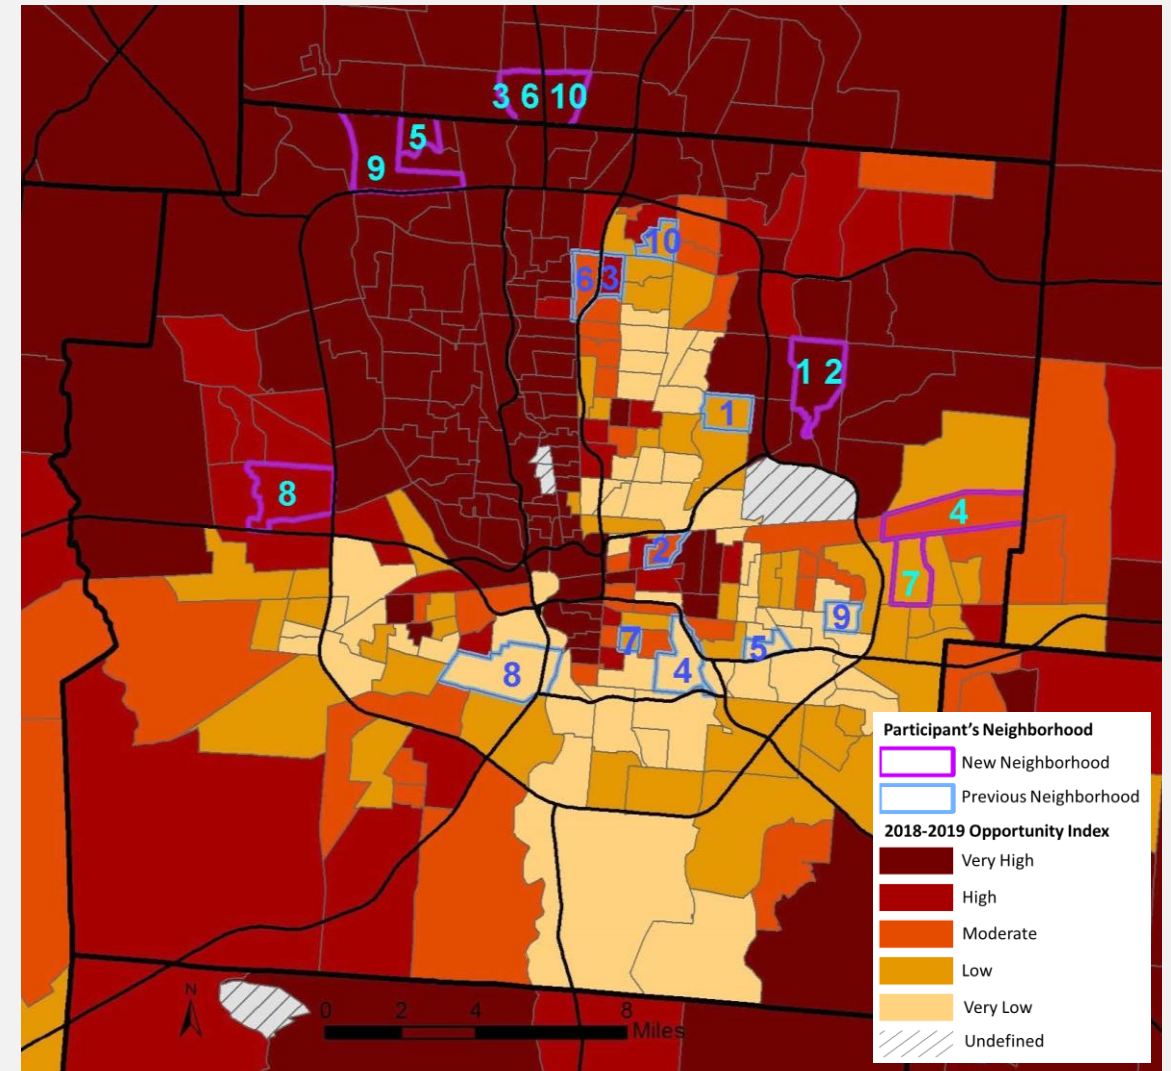 3 6 10
5
9
10
6 3
1 2
1
8
4
2
7
9
7
5
4
8
Participant's Neighborhood
New Neighborhood
Previous Neighborhood
2018-2019 Opportunity Index
Very High
High
Moderate
Low
Very Low
Undefined
N
0 2 4 8
Miles